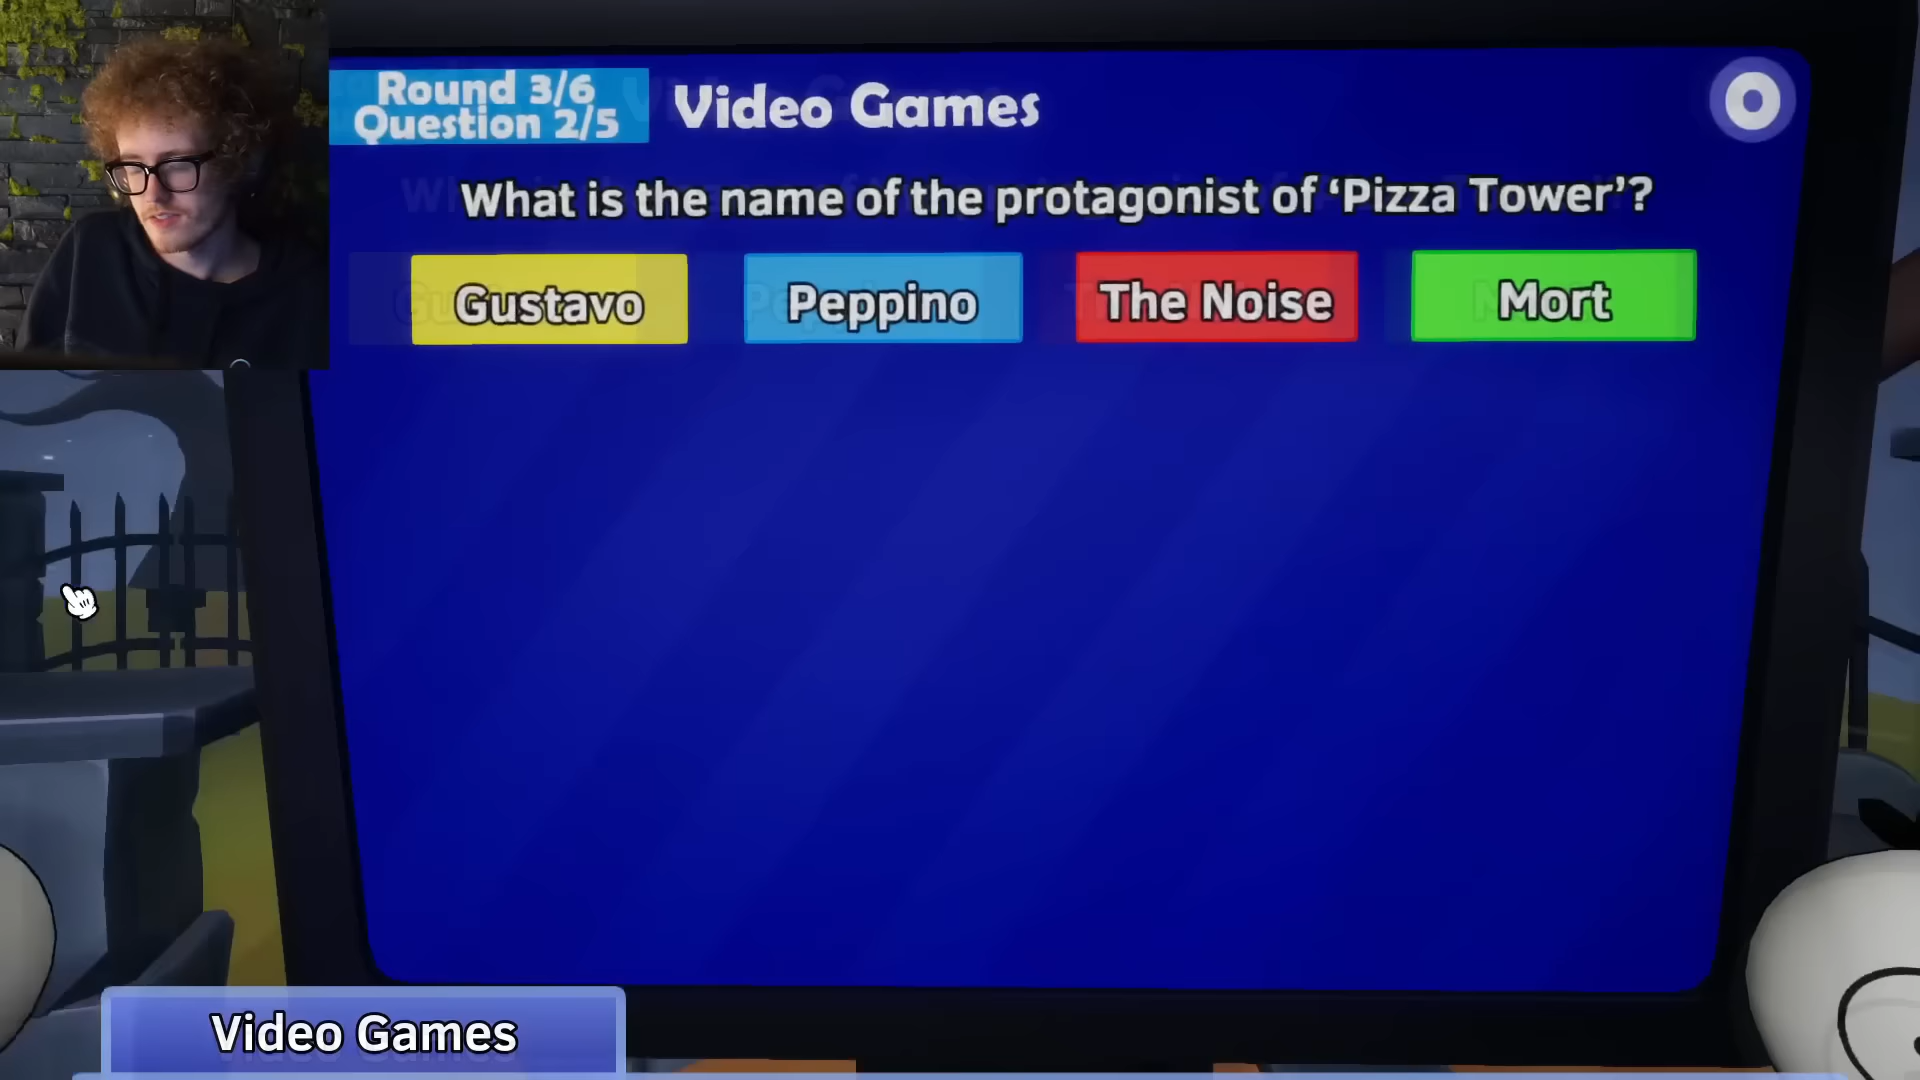 Round 3/6
Question 2/5
Video Games
O
What is the name of the protagonist of ‘Pizza Tower’?
Gustavo
Peppino
The Noise
Mort
Video Games